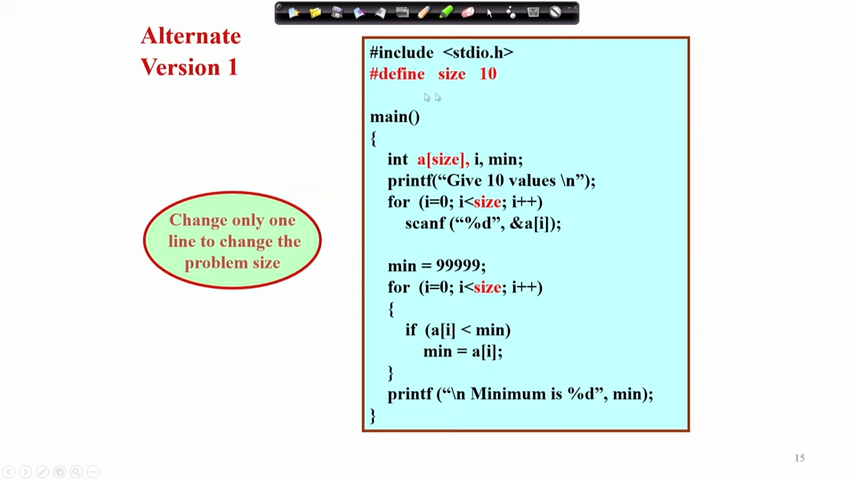 Alternate
Version 1
#include <stdio.h>
#define size 10
main()
{
int a[size], i, min;
printf(“Give 10 values \n”);
for (i=0; i<size; i++)
scanf (“%d”, &a[i]);
min = 99999;
for (i=0; i<size; i++)
{
if (a[i] < min)
min = a[i];
}
printf (“\n Minimum is %d”, min);
}
Change only one
line to change the
problem size
15